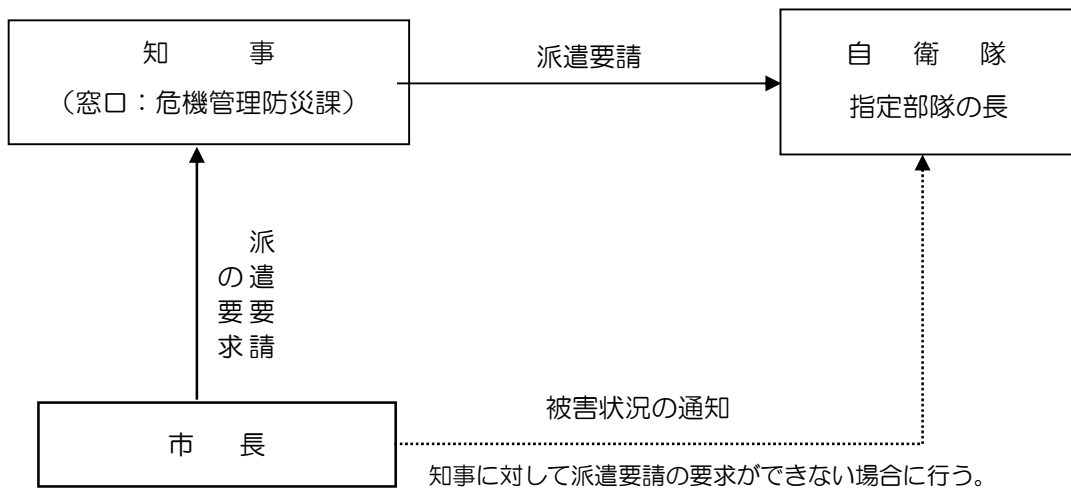 知　　　事
（窓口：危機管理防災課）
派遣要請
自　衛　隊
指定部隊の長
派遣要請
の要求
市　長
被害状況の通知
知事に対して派遣要請の要求ができない場合に行う。